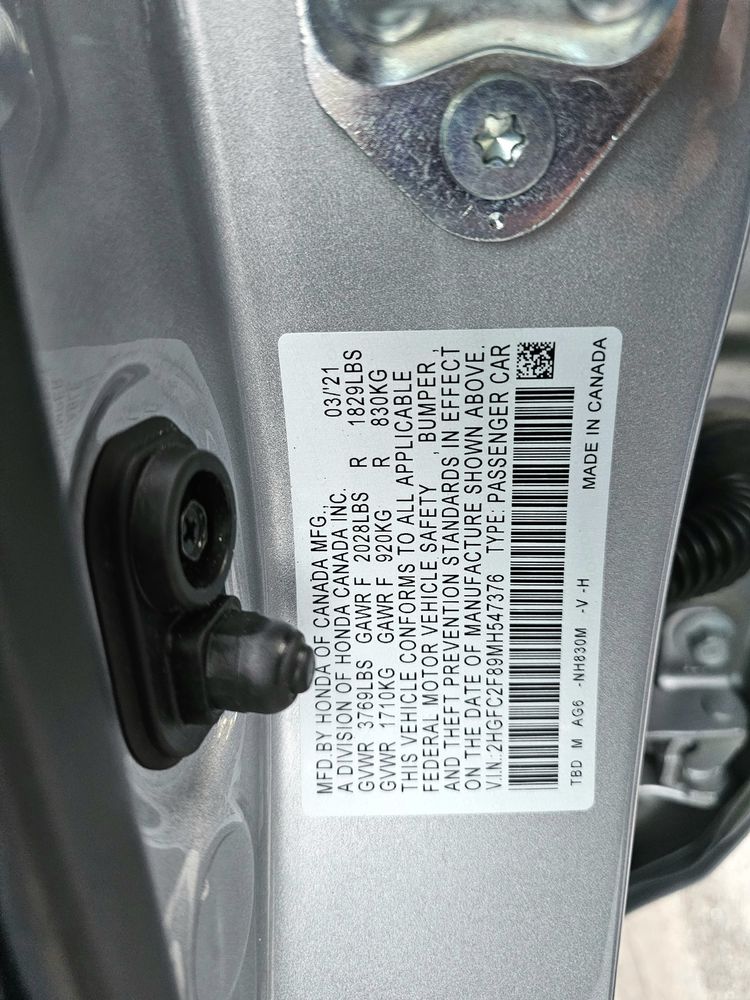 MFD.BY HONDA OF CANADA MFG., 03/'21
A DIVISION OF HONDA CANADA INC.
GVWR 3769LBS GAWR F 2028LBS R 1829LBS
GVWR 1710KG GAWR F 920KG R 830KG
THIS VEHICLE CONFORMS TO ALL APPLICABLE
FEDERAL MOTOR VEHICLE SAFETY , BUMPER ,
AND THEFT PREVENTION STANDARDS IN EFFECT
ON THE DATE OF MANUFACTURE SHOWN ABOVE.
V.I.N.:2HGFC2F89MH547376 TYPE: PASSENGER CAR
TBD M AG6 -NH830M -V -H
MADE IN CANADA